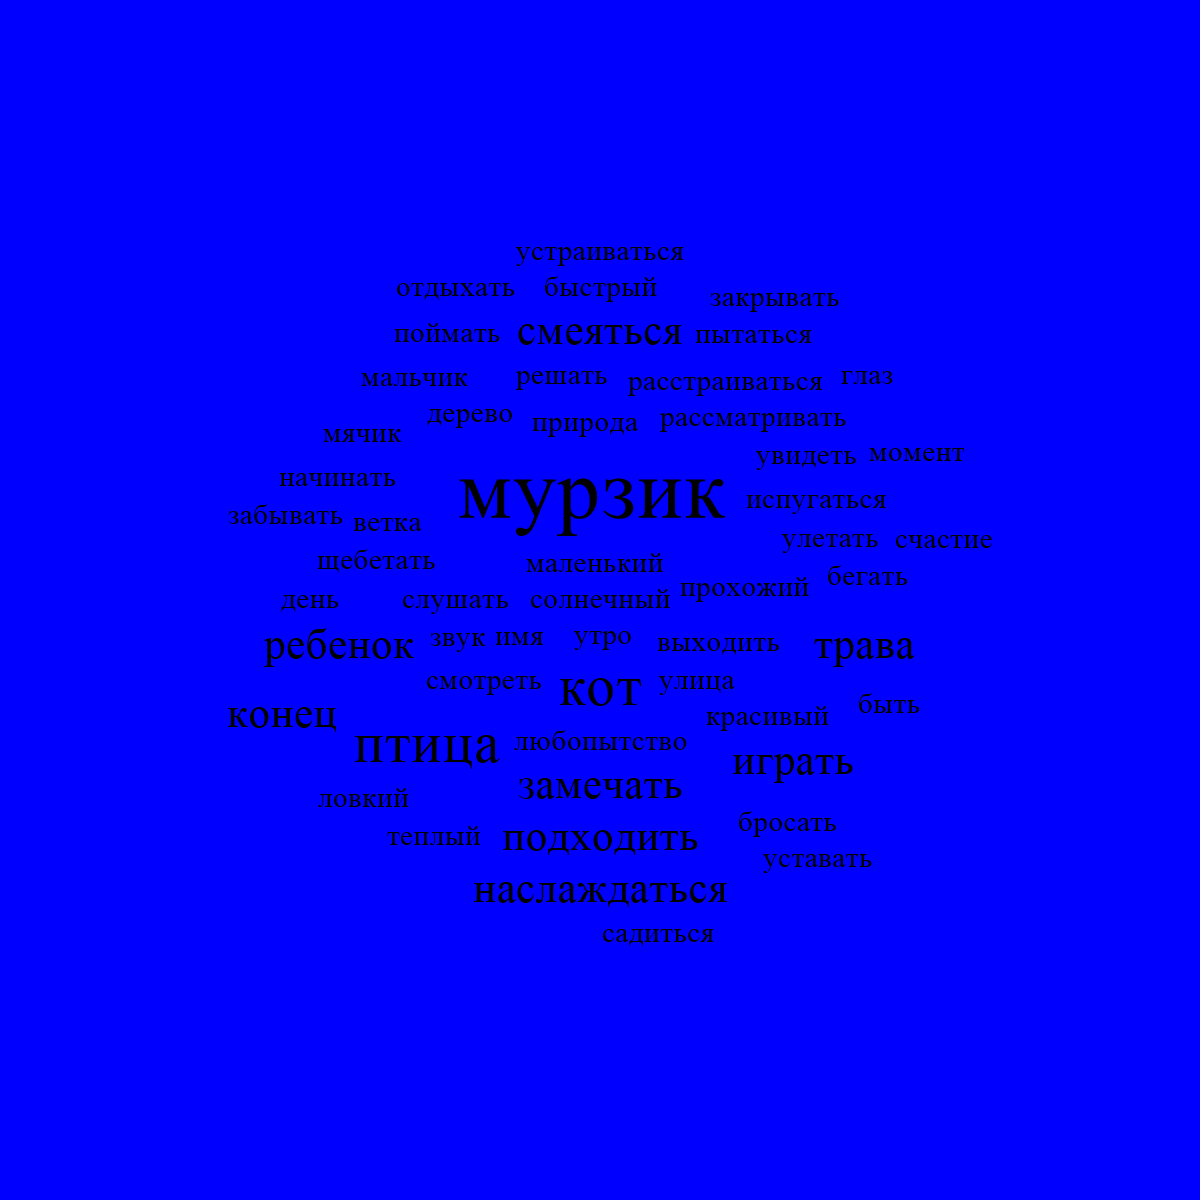 устраиваться
отдыхать быстрый закрывать
поймать смеяться пытаться
мальчик решать расстраиваться глаз
дерево природа рассматривать
мячик
увидеть момент
начинать мурзик испугаться
забывать ветка
улетать счастие
щебетать маленький
прохожий бегать
день слушать солнечный
ребенок звук имя утро выходить трава
смотреть кот улица
конец красивый быть
птица любопытство играть
ловкий замечать
теплый подходить бросать
уставать
наслаждаться
садиться